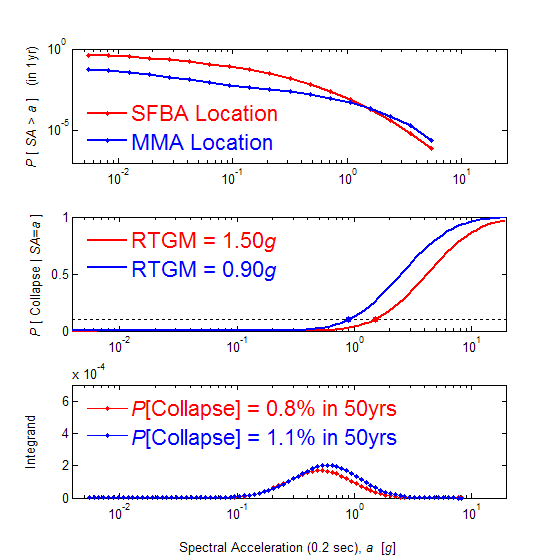 P [ SA > a ] (in 1yr)
10^0
10^-5
SFBA Location
MMA Location
10^-2 10^-1 10^0 10^1
P [ Collapse | SA=a ]
1
0.5
0
RTGM = 1.50g
RTGM = 0.90g
10^-2 10^-1 10^0 10^1
x 10^-4
Integrand
6
4
2
0
P[Collapse] = 0.8% in 50yrs
P[Collapse] = 1.1% in 50yrs
10^-2 10^-1 10^0 10^1
Spectral Acceleration (0.2 sec), a [g]